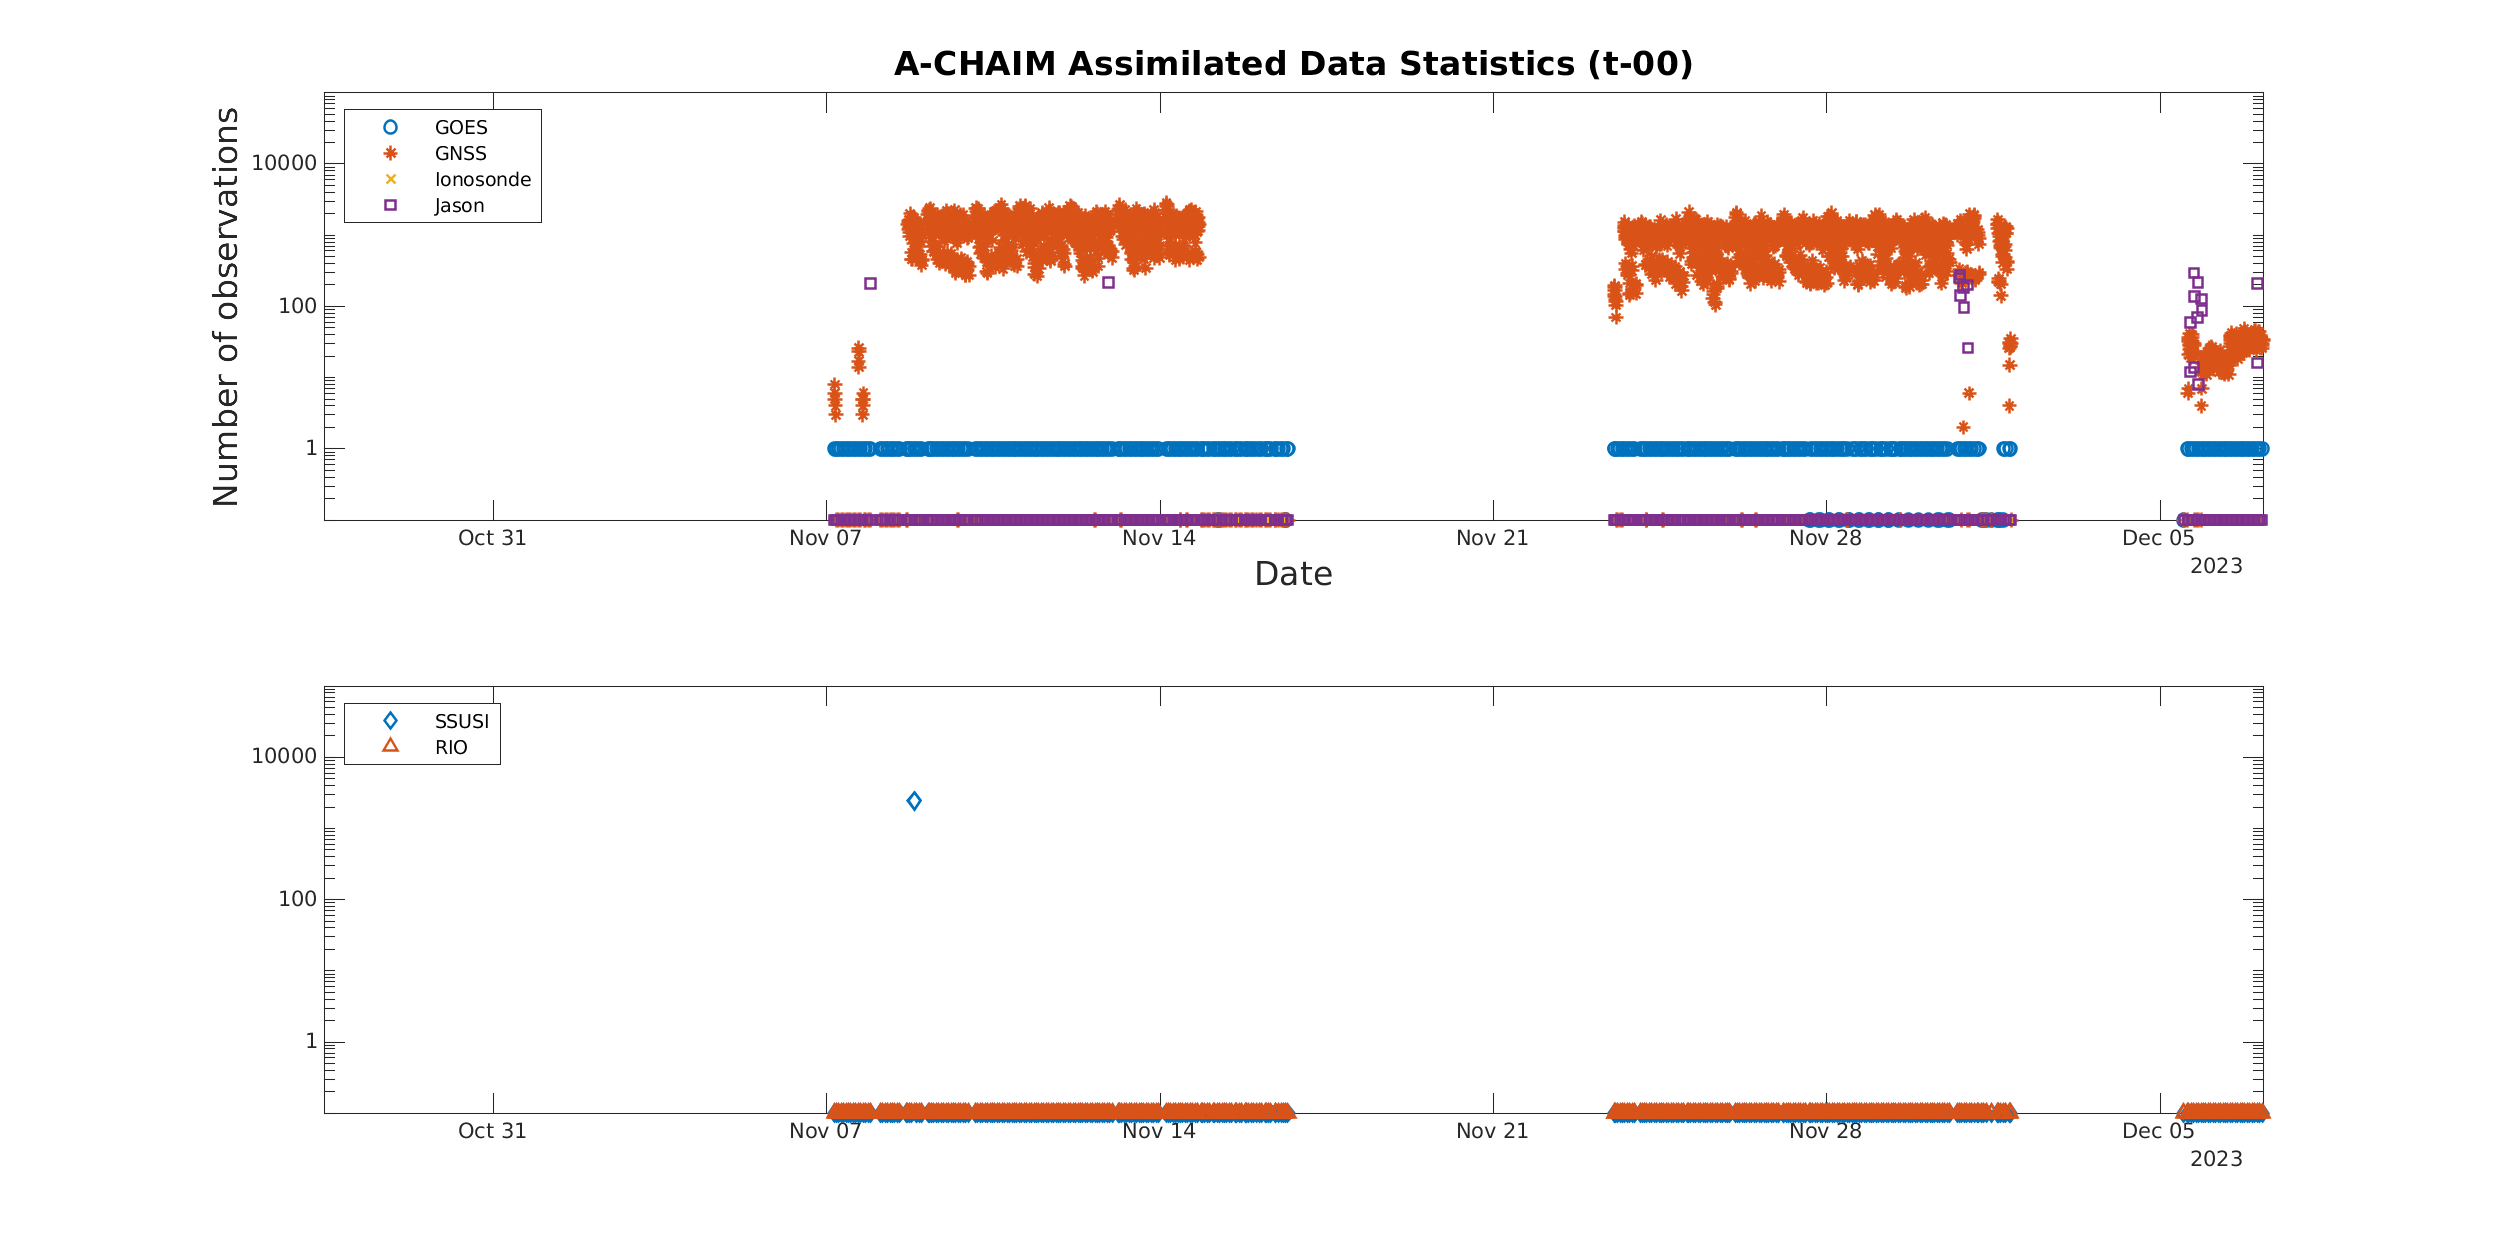 A-CHAIM Assimilated Data Statistics (t-00)
Number of observations
GOES
GNSS
Ionosonde
Jason
10000
100
1
Oct 31 Nov 07 Nov 14 Nov 21 Nov 28 Dec 05
2023
Date
SSUSI
RIO
10000
100
1
Oct 31 Nov 07 Nov 14 Nov 21 Nov 28 Dec 05
2023